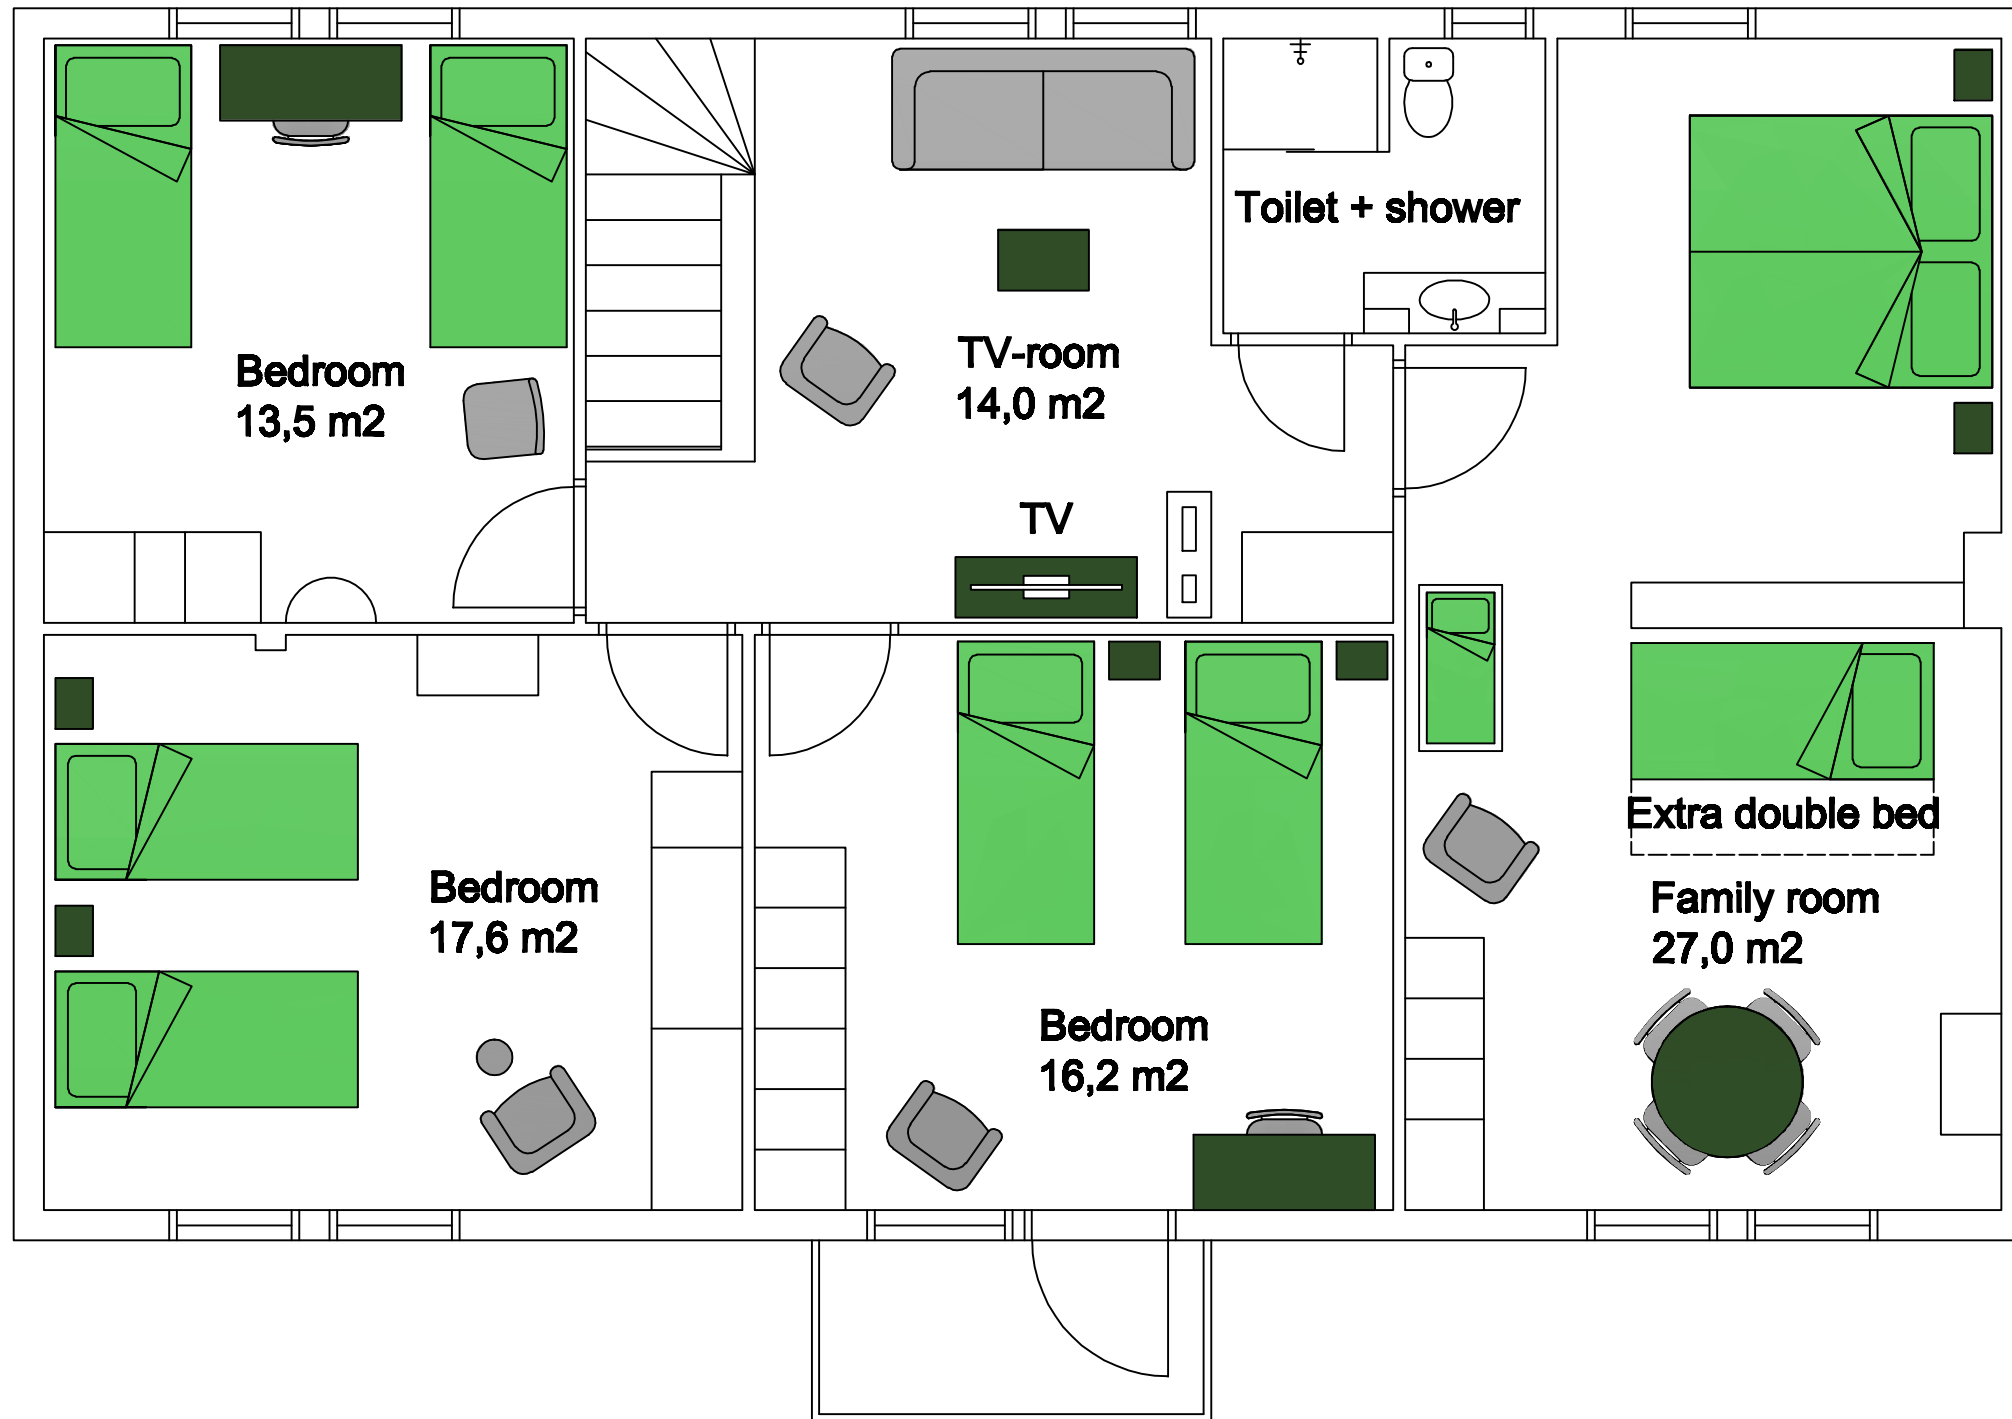 Toilet + shower
Bedroom
13,5 m2
TV-room
14,0 m2
TV
Extra double bed
Bedroom
17,6 m2
Family room
27,0 m2
Bedroom
16,2 m2